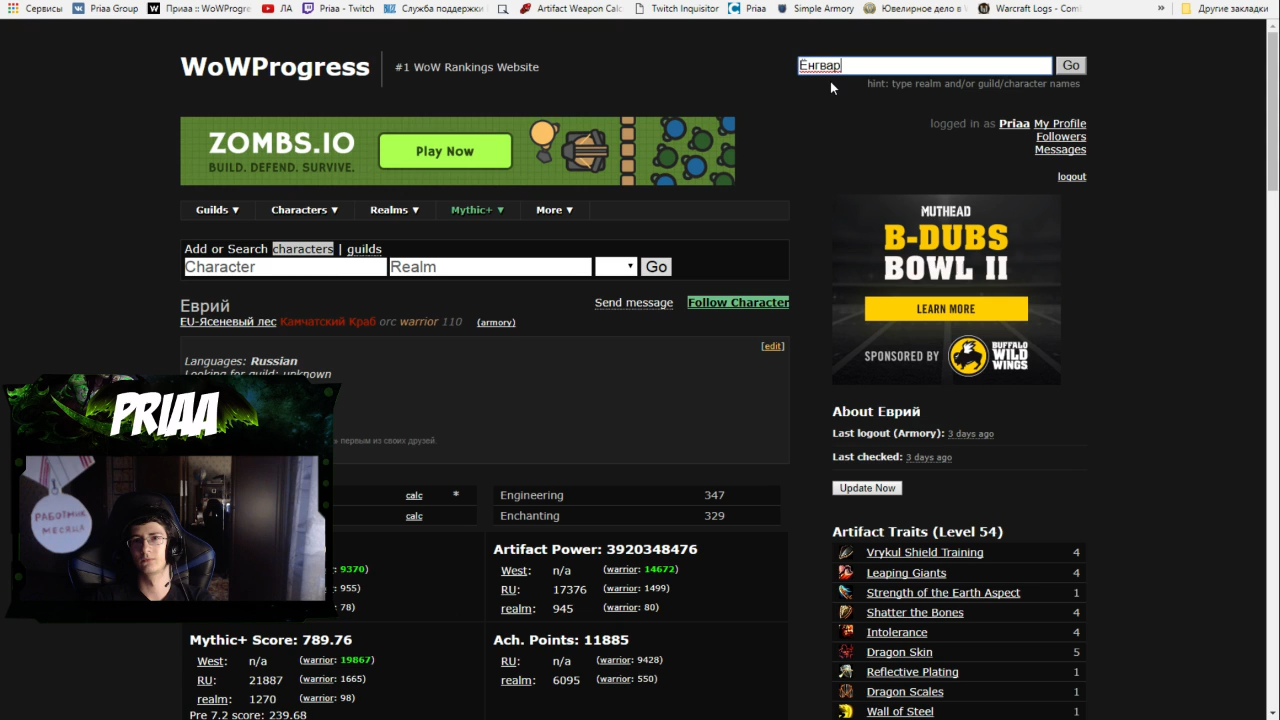 Сервисы Priaa Group Приаа :: WoWProgre ЛА Priaa - Twitch Служба поддержки Artifact Weapon Calc Twitch Inquisitor Priaa Simple Armory Ювелирное дело в Warcraft Logs - Com » Другие закладки
WoWProgress #1 WoW Rankings Website
Ёнгвар Go
hint: type realm and/or guild/character names
ZOMBS.IO
BUILD. DEFEND. SURVIVE.
Play Now
logged in as Priaa My Profile
Followers
Messages
logout
Guilds ▼ Characters ▼ Realms ▼ Mythic+ ▼ More ▼
Add or Search characters | guilds
Character Realm Go
Еврий Send message Follow Character
EU-Ясеневый лес Камчатский Краб orc warrior 110 (armory)
[edit]
Languages: Russian
Looking for guild: unknown
первым из своих друзей.
PRIAA
РАБОТНИК
МЕСЯЦА
calc * Engineering 347
calc Enchanting 329
9370)
955)
78)
Artifact Power: 3920348476
West: n/a (warrior: 14672)
RU: 17376 (warrior: 1499)
realm: 945 (warrior: 80)
Mythic+ Score: 789.76
West: n/a (warrior: 19867)
RU: 21887 (warrior: 1665)
realm: 1270 (warrior: 98)
Pre 7.2 score: 239.68
Ach. Points: 11885
RU: n/a (warrior: 9428)
realm: 6095 (warrior: 550)
MUTHEAD
B-DUBS
BOWL II
LEARN MORE
SPONSORED BY BUFFALO
WILD
WINGS
About Еврий
Last logout (Armory): 3 days ago
Last checked: 3 days ago
Update Now
Artifact Traits (Level 54)
Vrykul Shield Training 4
Leaping Giants 4
Strength of the Earth Aspect 1
Shatter the Bones 4
Intolerance 4
Dragon Skin 5
Reflective Plating 1
Dragon Scales 1
Wall of Steel 1